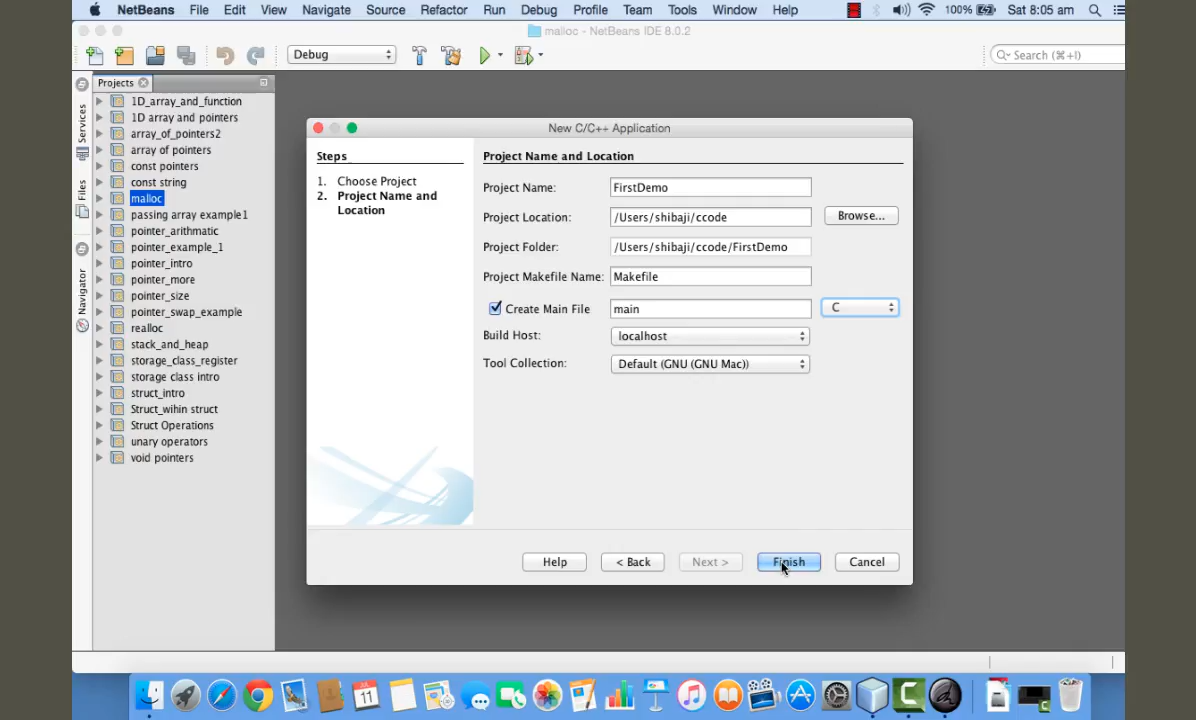 NetBeans File Edit View Navigate Source Refactor Run Debug Profile Team Tools Window Help 100% Sat 8:05 am
malloc - NetBeans IDE 8.0.2
Debug
Search (⌘+I)
Projects
Services
Files
Navigator
1D_array_and_function
1D array and pointers
array_of_pointers2
array of pointers
const pointers
const string
malloc
passing array example1
pointer_arithmatic
pointer_example_1
pointer_intro
pointer_more
pointer_size
pointer_swap_example
realloc
stack_and_heap
storage_class_register
storage class intro
struct_intro
Struct_wihin struct
Struct Operations
unary operators
void pointers
New C/C++ Application
Steps
1. Choose Project
2. Project Name and
Location
Project Name and Location
Project Name: FirstDemo
Project Location: /Users/shibaji/ccode Browse...
Project Folder: /Users/shibaji/ccode/FirstDemo
Project Makefile Name: Makefile
Create Main File main C
Build Host: localhost
Tool Collection: Default (GNU (GNU Mac))
Help < Back Next > Finish Cancel
11